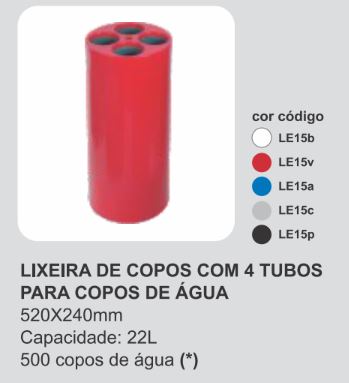 cor código
LE15b
LE15v
LE15a
LE15c
LE15p
LIXEIRA DE COPOS COM 4 TUBOS
PARA COPOS DE ÁGUA
520X240mm
Capacidade: 22L
500 copos de água (*)